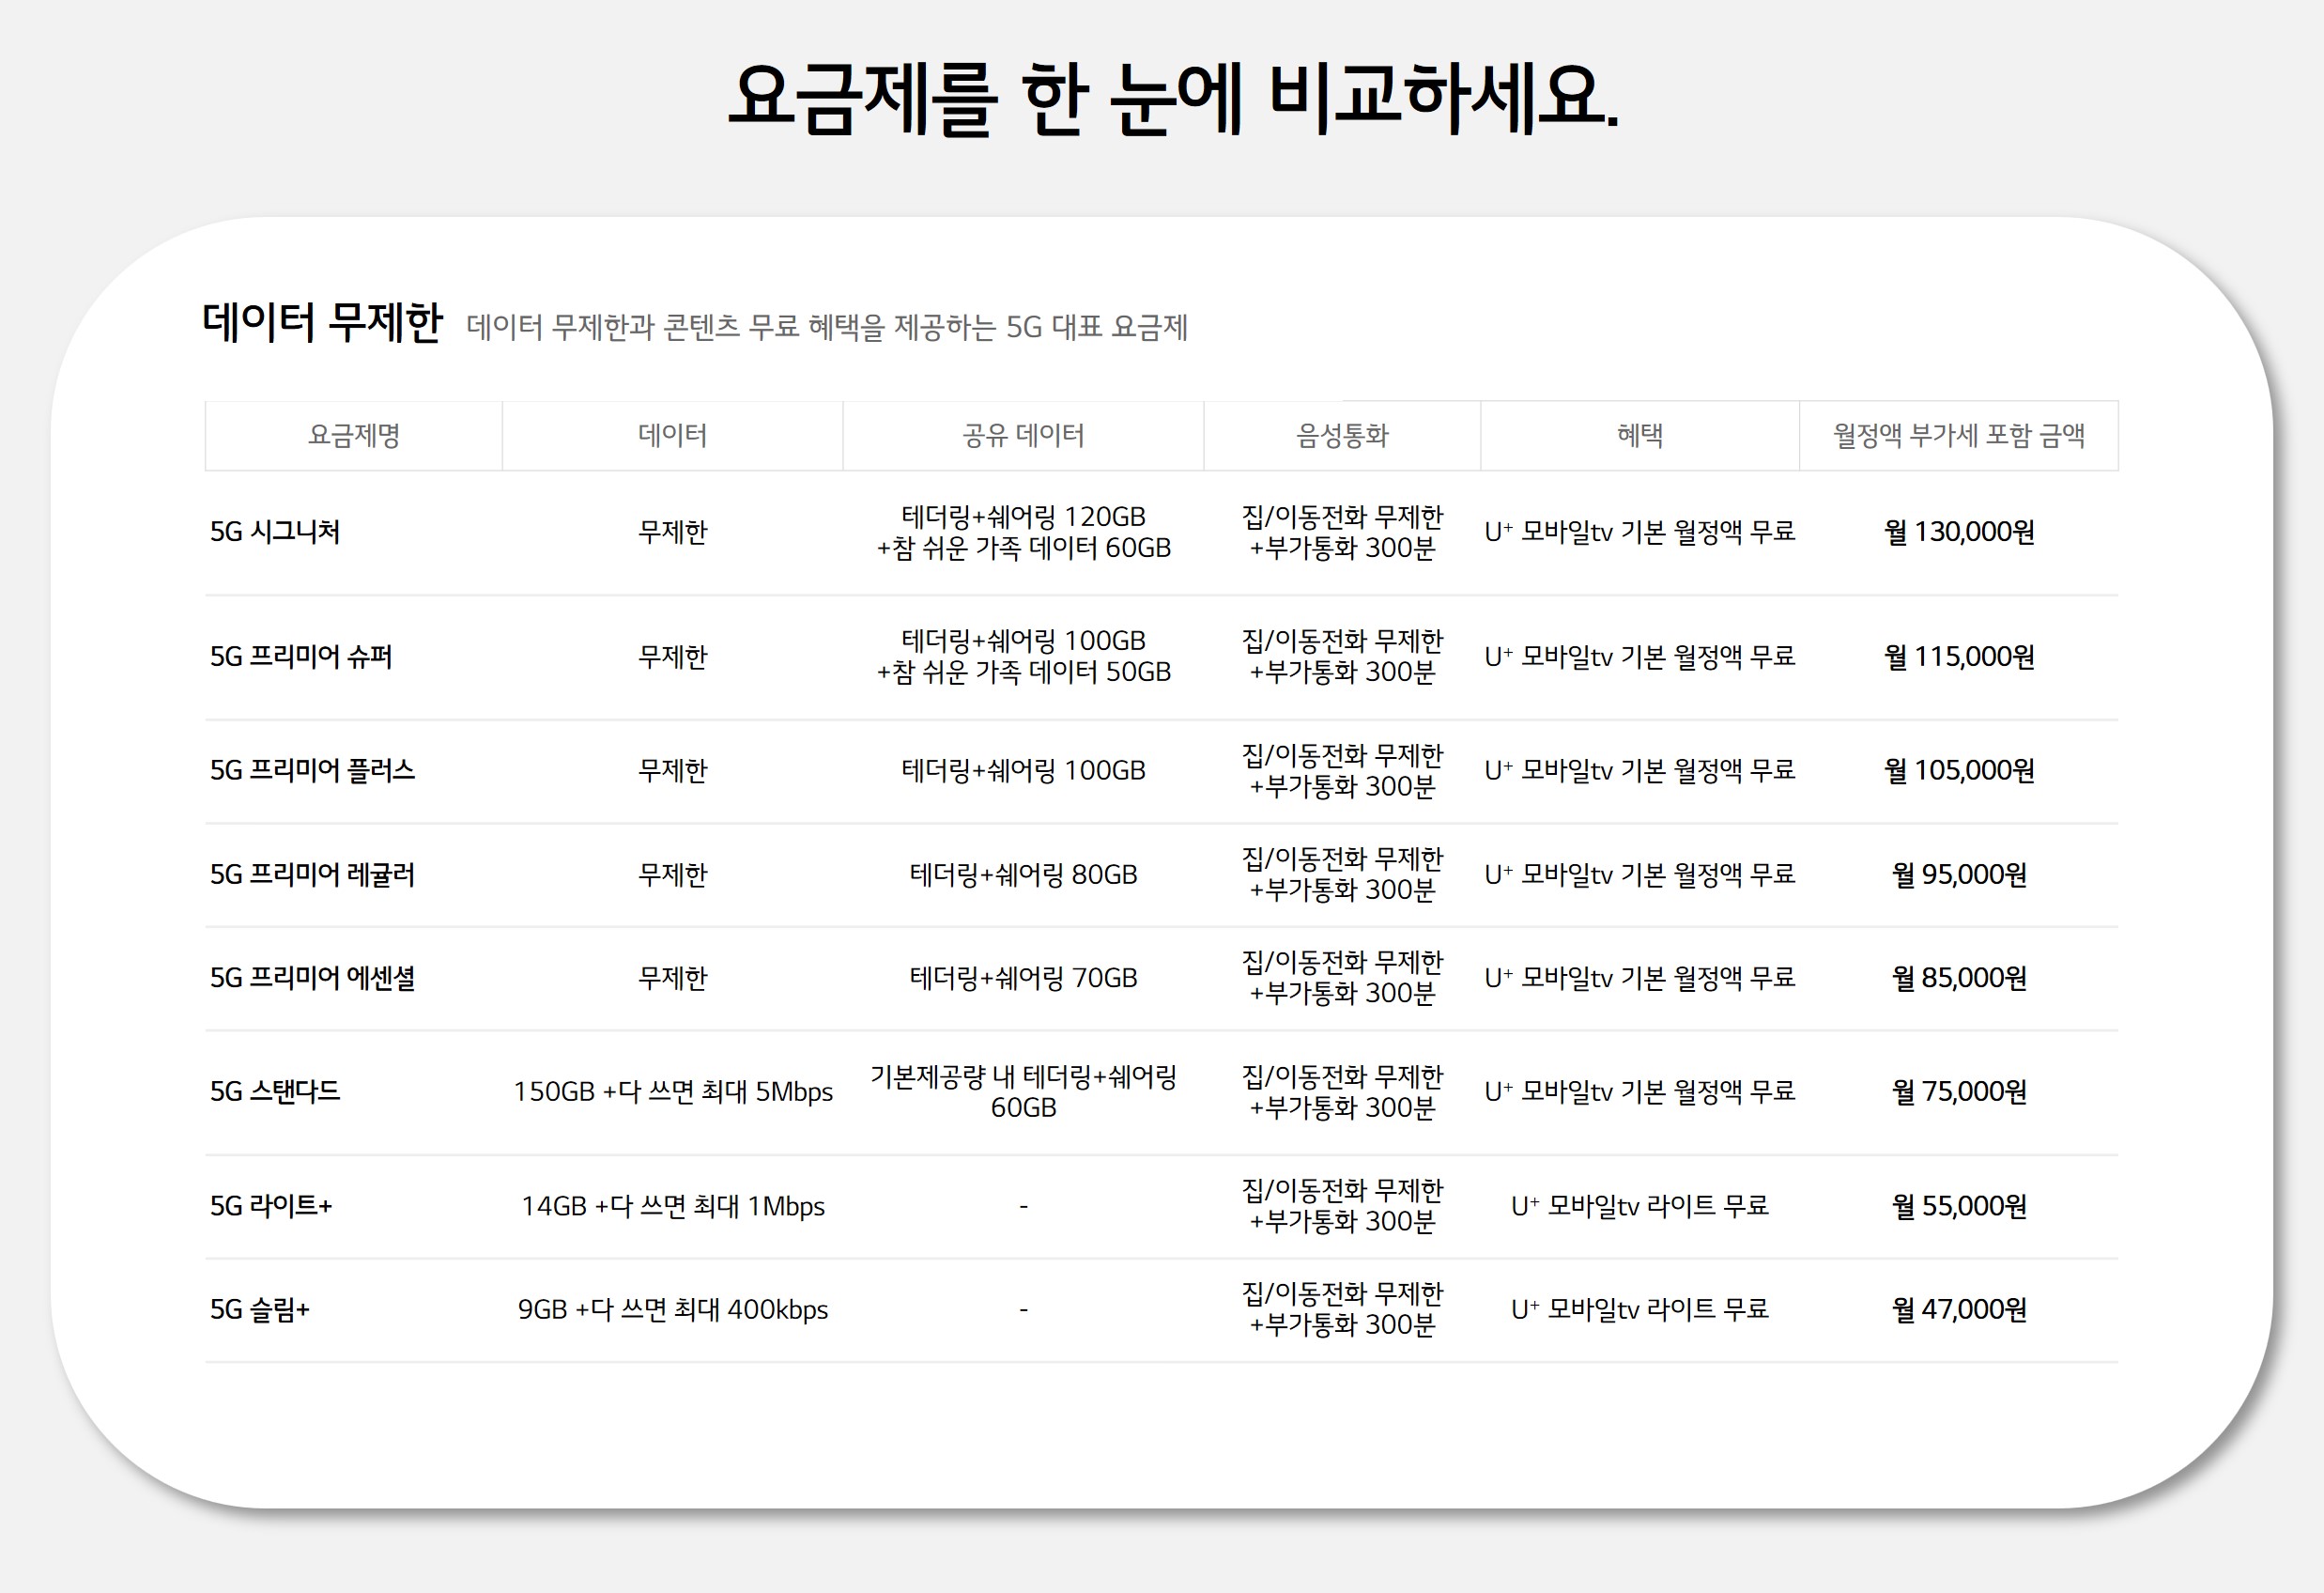 요금제를 한 눈에 비교하세요.
데이터 무제한 데이터 무제한과 콘텐츠 무료 혜택을 제공하는 5G 대표 요금제
요금제명 데이터 공유 데이터 음성통화 혜택 월정액 부가세 포함 금액
5G 시그니처 무제한 테더링+쉐어링 120GB
+참 쉬운 가족 데이터 60GB 집/이동전화 무제한
+부가통화 300분 U⁺ 모바일tv 기본 월정액 무료 월 130,000원
5G 프리미어 슈퍼 무제한 테더링+쉐어링 100GB
+참 쉬운 가족 데이터 50GB 집/이동전화 무제한
+부가통화 300분 U⁺ 모바일tv 기본 월정액 무료 월 115,000원
5G 프리미어 플러스 무제한 테더링+쉐어링 100GB 집/이동전화 무제한
+부가통화 300분 U⁺ 모바일tv 기본 월정액 무료 월 105,000원
5G 프리미어 레귤러 무제한 테더링+쉐어링 80GB 집/이동전화 무제한
+부가통화 300분 U⁺ 모바일tv 기본 월정액 무료 월 95,000원
5G 프리미어 에센셜 무제한 테더링+쉐어링 70GB 집/이동전화 무제한
+부가통화 300분 U⁺ 모바일tv 기본 월정액 무료 월 85,000원
5G 스탠다드 150GB +다 쓰면 최대 5Mbps 기본제공량 내 테더링+쉐어링
60GB 집/이동전화 무제한
+부가통화 300분 U⁺ 모바일tv 기본 월정액 무료 월 75,000원
5G 라이트+ 14GB +다 쓰면 최대 1Mbps - 집/이동전화 무제한
+부가통화 300분 U⁺ 모바일tv 라이트 무료 월 55,000원
5G 슬림+ 9GB +다 쓰면 최대 400kbps - 집/이동전화 무제한
+부가통화 300분 U⁺ 모바일tv 라이트 무료 월 47,000원